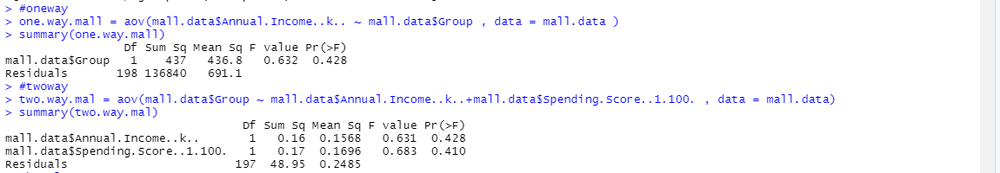 > #oneway
> one.way.mall = aov(mall.data$Annual.Income..k.. ~ mall.data$Group , data = mall.data )
> summary(one.way.mall)
Df Sum Sq Mean Sq F value Pr(>F)
mall.data$Group 1 437 436.8 0.632 0.428
Residuals 198 136840 691.1
> #twoway
> two.way.mal = aov(mall.data$Group ~ mall.data$Annual.Income..k..+mall.data$Spending.Score..1.100. , data = mall.data)
> summary(two.way.mal)
Df Sum Sq Mean Sq F value Pr(>F)
mall.data$Annual.Income..k.. 1 0.16 0.1568 0.631 0.428
mall.data$Spending.Score..1.100. 1 0.17 0.1696 0.683 0.410
Residuals 197 48.95 0.2485